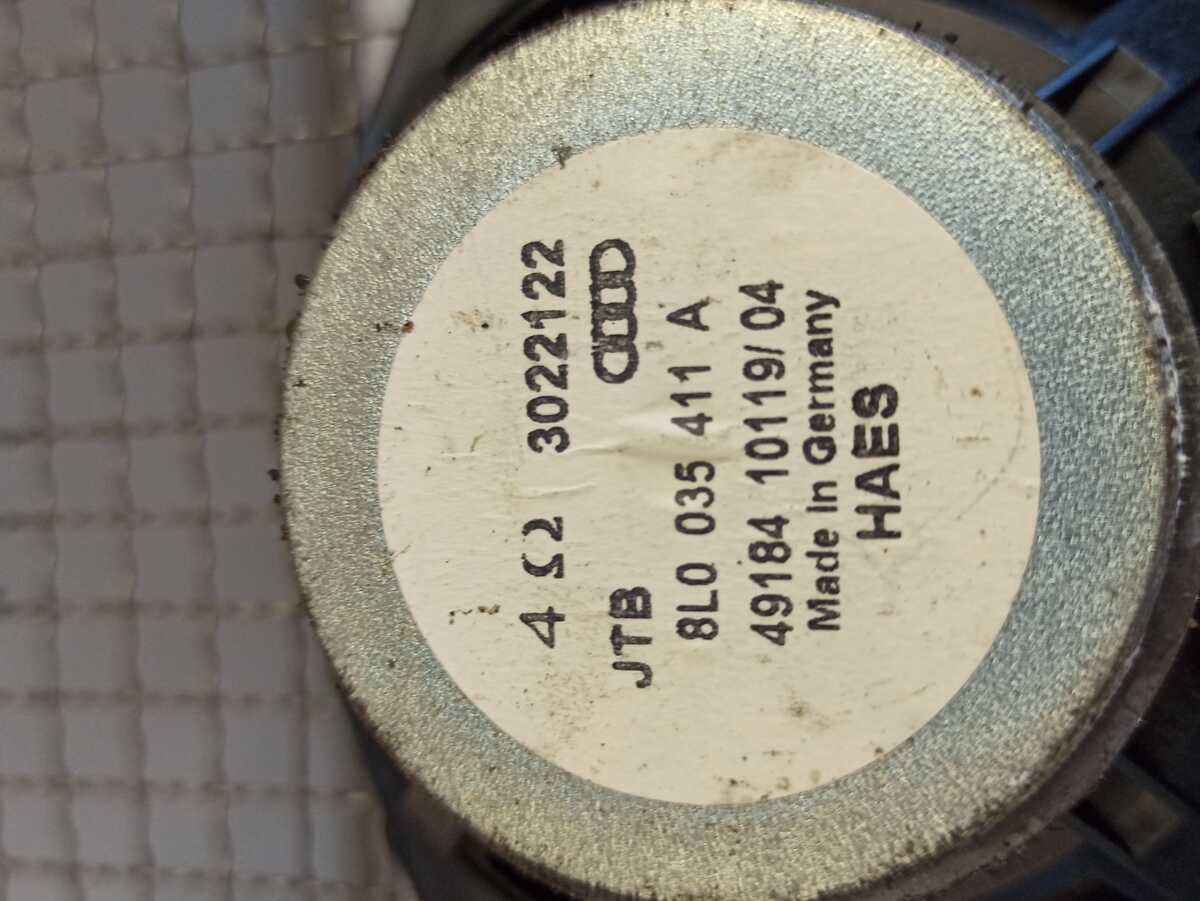 4 Ω 3022122
JTB
8L0 035 411 A
49184 10119/ 04
Made in Germany
HAES